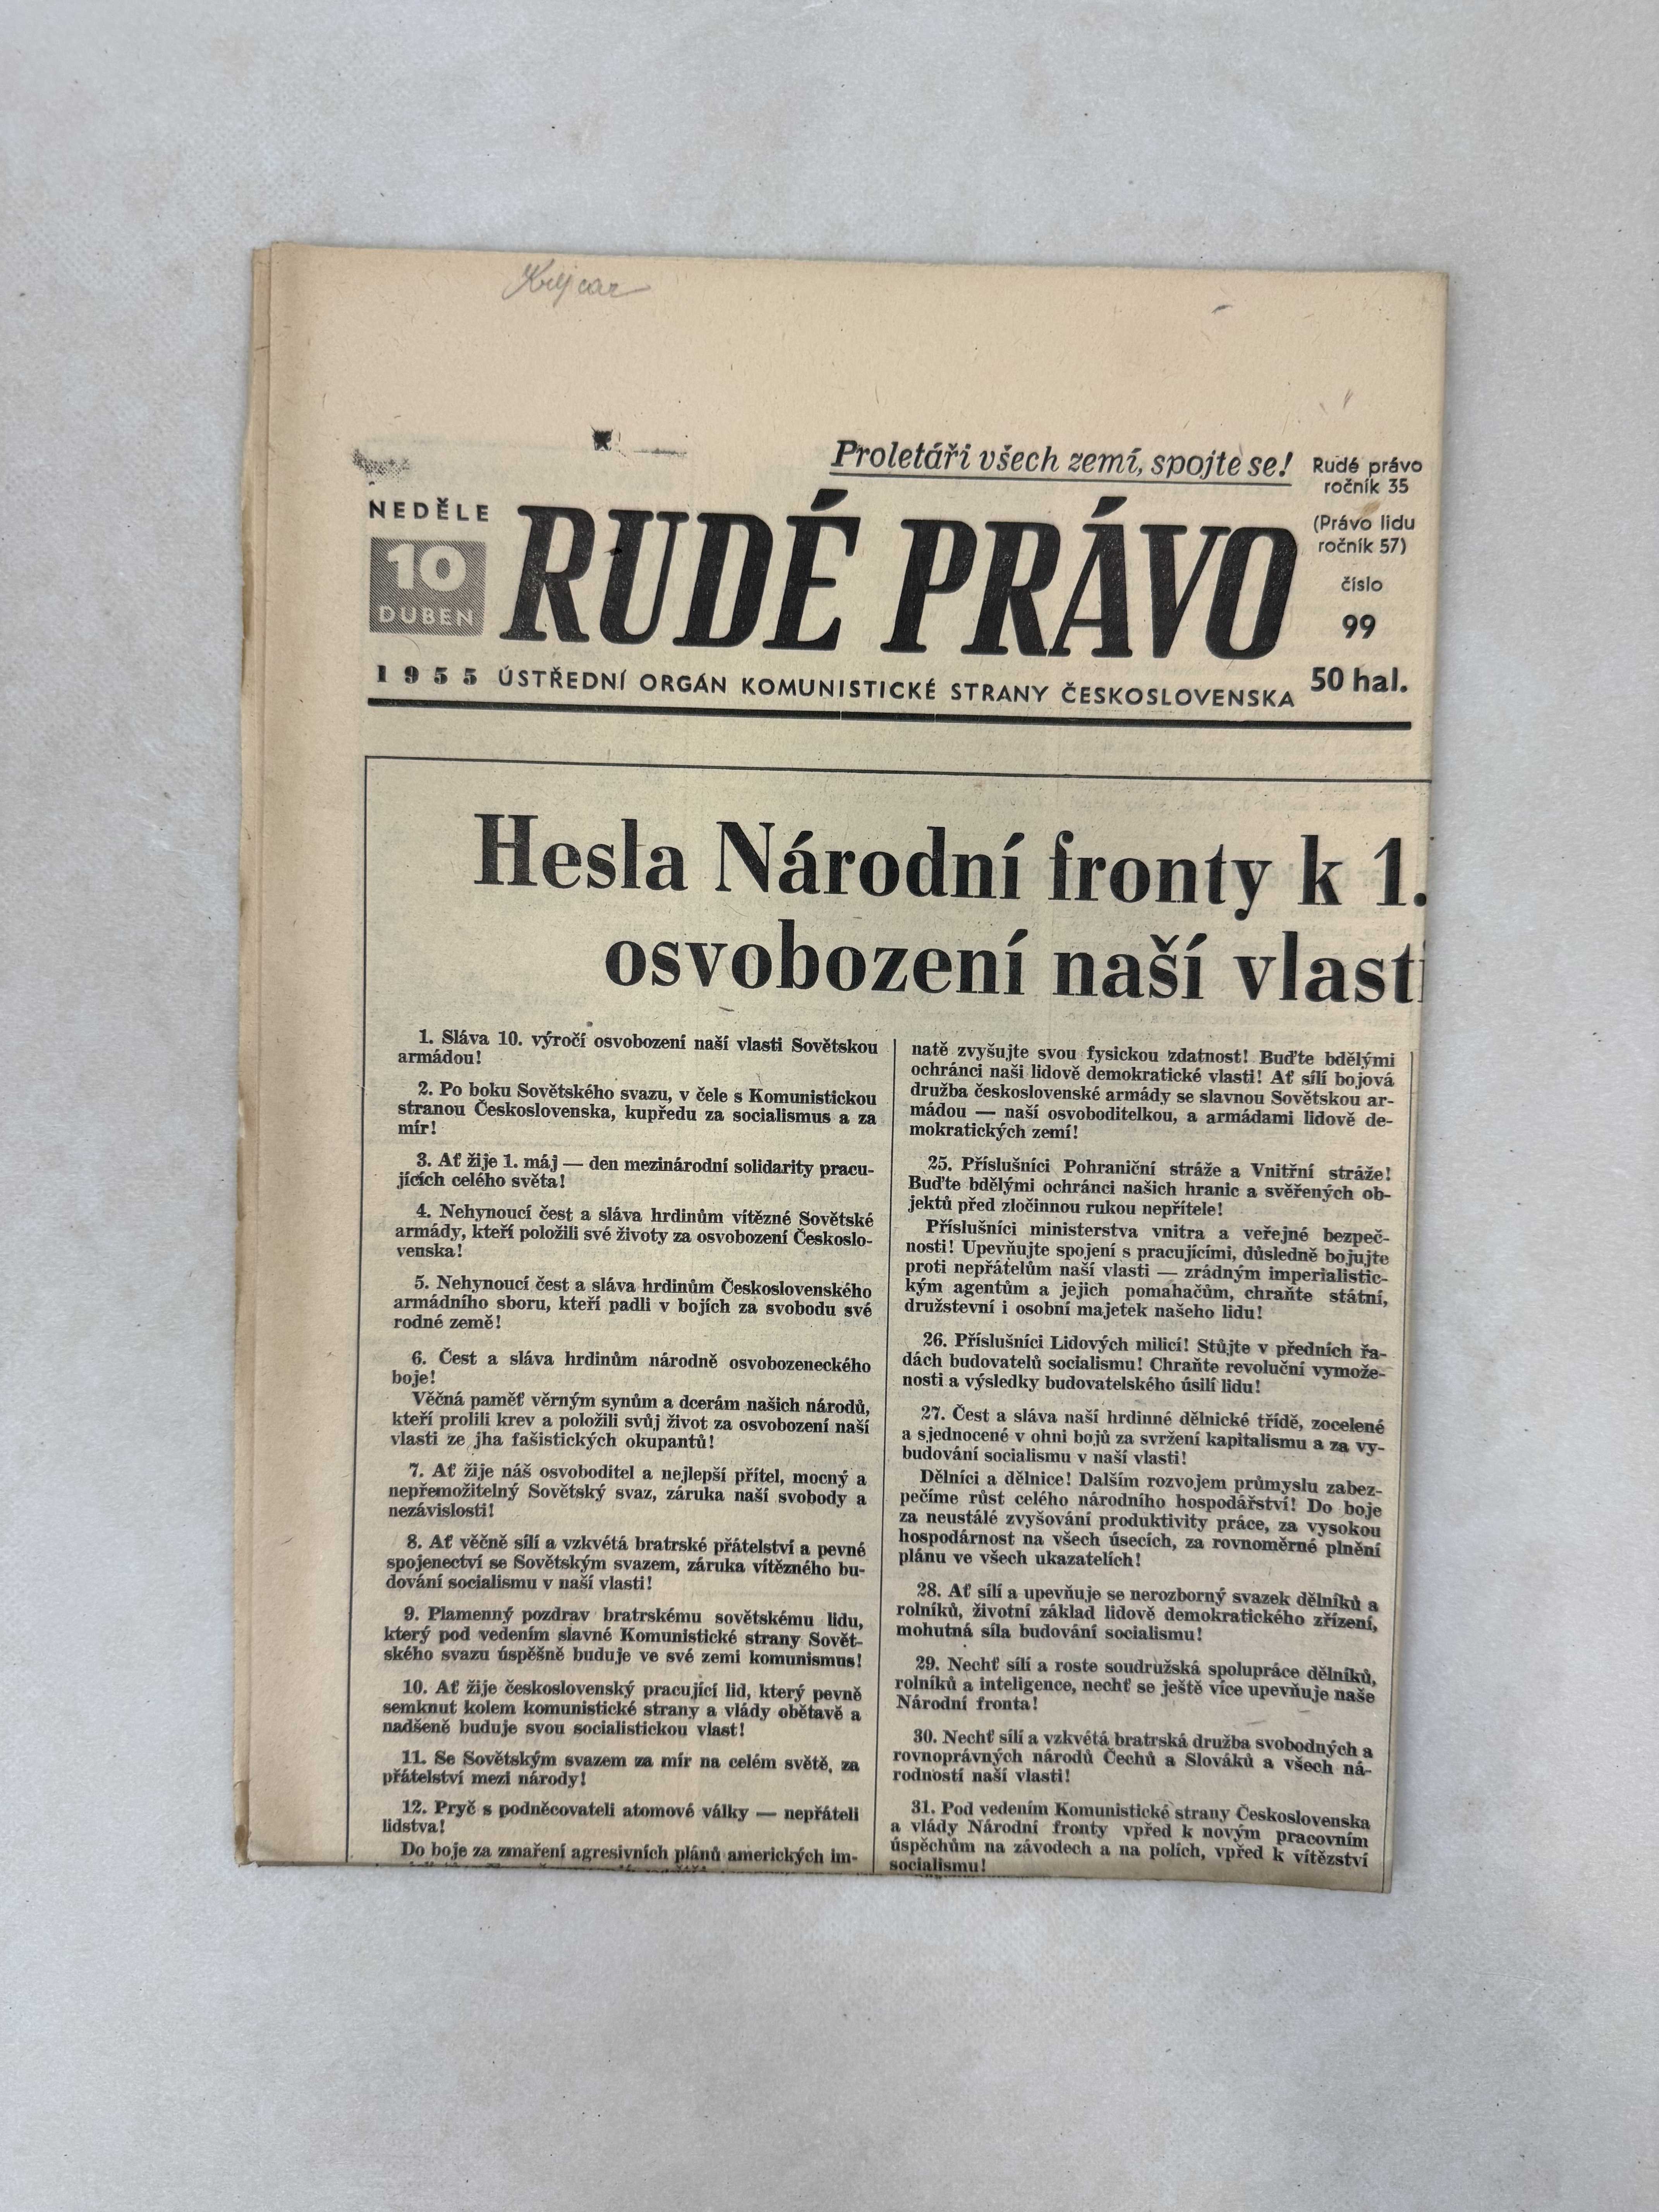 Proletáři všech zemí, spojte se!
Rudé právo
ročník 35
(Právo lidu
ročník 57)
číslo
99
50 hal.
NEDĚLE
10
DUBEN
1955
RUDÉ PRÁVO
ÚSTŘEDNÍ ORGÁN KOMUNISTICKÉ STRANY ČESKOSLOVENSKA
Hesla Národní fronty k 1.
osvobození naší vlasti
1. Sláva 10. výročí osvobození naší vlasti Sovětskou
armádou!
2. Po boku Sovětského svazu, v čele s Komunistickou
stranou Československa, kupředu za socialismus a za
mír!
3. Ať žije 1. máj — den mezinárodní solidarity pracu-
jících celého světa!
4. Nehynoucí čest a sláva hrdinům vítězné Sovětské
armády, kteří položili své životy za osvobození Českoslo-
venska!
5. Nehynoucí čest a sláva hrdinům Československého
armádního sboru, kteří padli v bojích za svobodu své
rodné země!
6. Čest a sláva hrdinům národně osvobozeneckého
boje!
Věčná paměť věrným synům a dcerám našich národů,
kteří prolili krev a položili svůj život za osvobození naší
vlasti ze jha fašistických okupantů!
7. Ať žije náš osvoboditel a nejlepší přítel, mocný a
nepřemožitelný Sovětský svaz, záruka naší svobody a
nezávislosti!
8. Ať věčně sílí a vzkvétá bratrské přátelství a pevné
spojenectví se Sovětským svazem, záruka vítězného bu-
dování socialismu v naší vlasti!
9. Plamenný pozdrav bratrskému sovětskému lidu,
který pod vedením slavné Komunistické strany Sovět-
ského svazu úspěšně buduje ve své zemi komunismus!
10. Ať žije československý pracující lid, který pevně
semknut kolem komunistické strany a vlády obětavě a
nadšeně buduje svou socialistickou vlast!
11. Se Sovětským svazem za mír na celém světě, za
přátelství mezi národy!
12. Pryč s podněcovateli atomové války — nepřáteli
lidstva!
Do boje za zmaření agresivních plánů amerických im-
natě zvyšujte svou fysickou zdatnost! Buďte bdělými
ochránci naši lidově demokratické vlasti! Ať sílí bojová
družba československé armády se slavnou Sovětskou ar-
mádou — naší osvoboditelkou, a armádami lidově de-
mokratických zemí!
25. Příslušníci Pohraniční stráže a Vnitřní stráže!
Buďte bdělými ochránci našich hranic a svěřených ob-
jektů před zločinnou rukou nepřítele!
Příslušníci ministerstva vnitra a veřejné bezpeč-
nosti! Upevňujte spojení s pracujícími, důsledně bojujte
proti nepřátelům naší vlasti — zrádným imperialistic-
kým agentům a jejich pomahačům, chraňte státní,
družstevní i osobní majetek našeho lidu!
26. Příslušníci Lidových milicí! Stůjte v předních řa-
dách budovatelů socialismu! Chraňte revoluční vymože-
nosti a výsledky budovatelského úsilí lidu!
27. Čest a sláva naší hrdinné dělnické třídě, zocelené
a sjednocené v ohni bojů za svržení kapitalismu a za vy-
budování socialismu v naší vlasti!
Dělníci a dělnice! Dalším rozvojem průmyslu zabez-
pečíme růst celého národního hospodářství! Do boje
za neustálé zvyšování produktivity práce, za vysokou
hospodárnost na všech úsecích, za rovnoměrné plnění
plánu ve všech ukazatelích!
28. Ať sílí a upevňuje se nerozborný svazek dělníků a
rolníků, životní základ lidově demokratického zřízení,
mohutná síla budování socialismu!
29. Nechť sílí a roste soudružská spolupráce dělníků,
rolníků a inteligence, nechť se ještě více upevňuje naše
Národní fronta!
30. Nechť sílí a vzkvétá bratrská družba svobodných a
rovnoprávných národů Čechů a Slováků a všech ná-
rodností naší vlasti!
31. Pod vedením Komunistické strany Československa
a vlády Národní fronty vpřed k novým pracovním
úspěchům na závodech a na polích, vpřed k vítězství
socialismu!